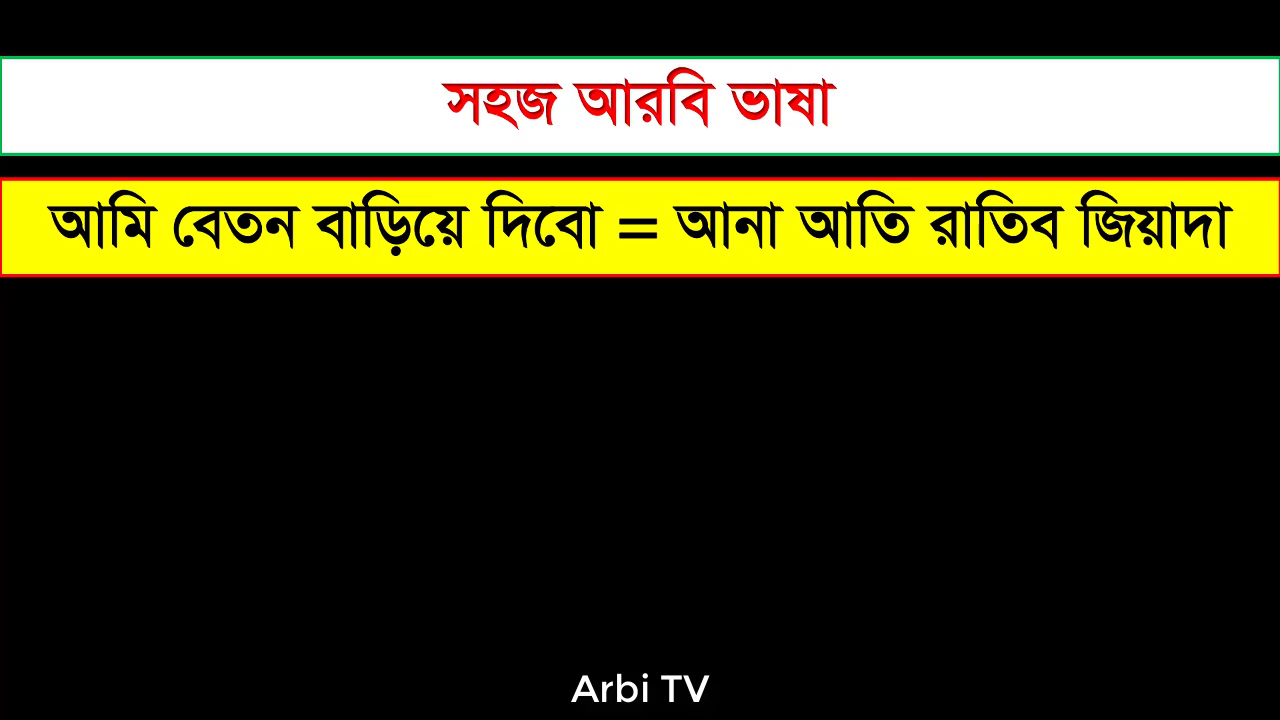 সহজ আরবি ভাষা
আমি বেতন বাড়িয়ে দিবো = আনা আতি রাতিব জিয়াদা
Arbi TV